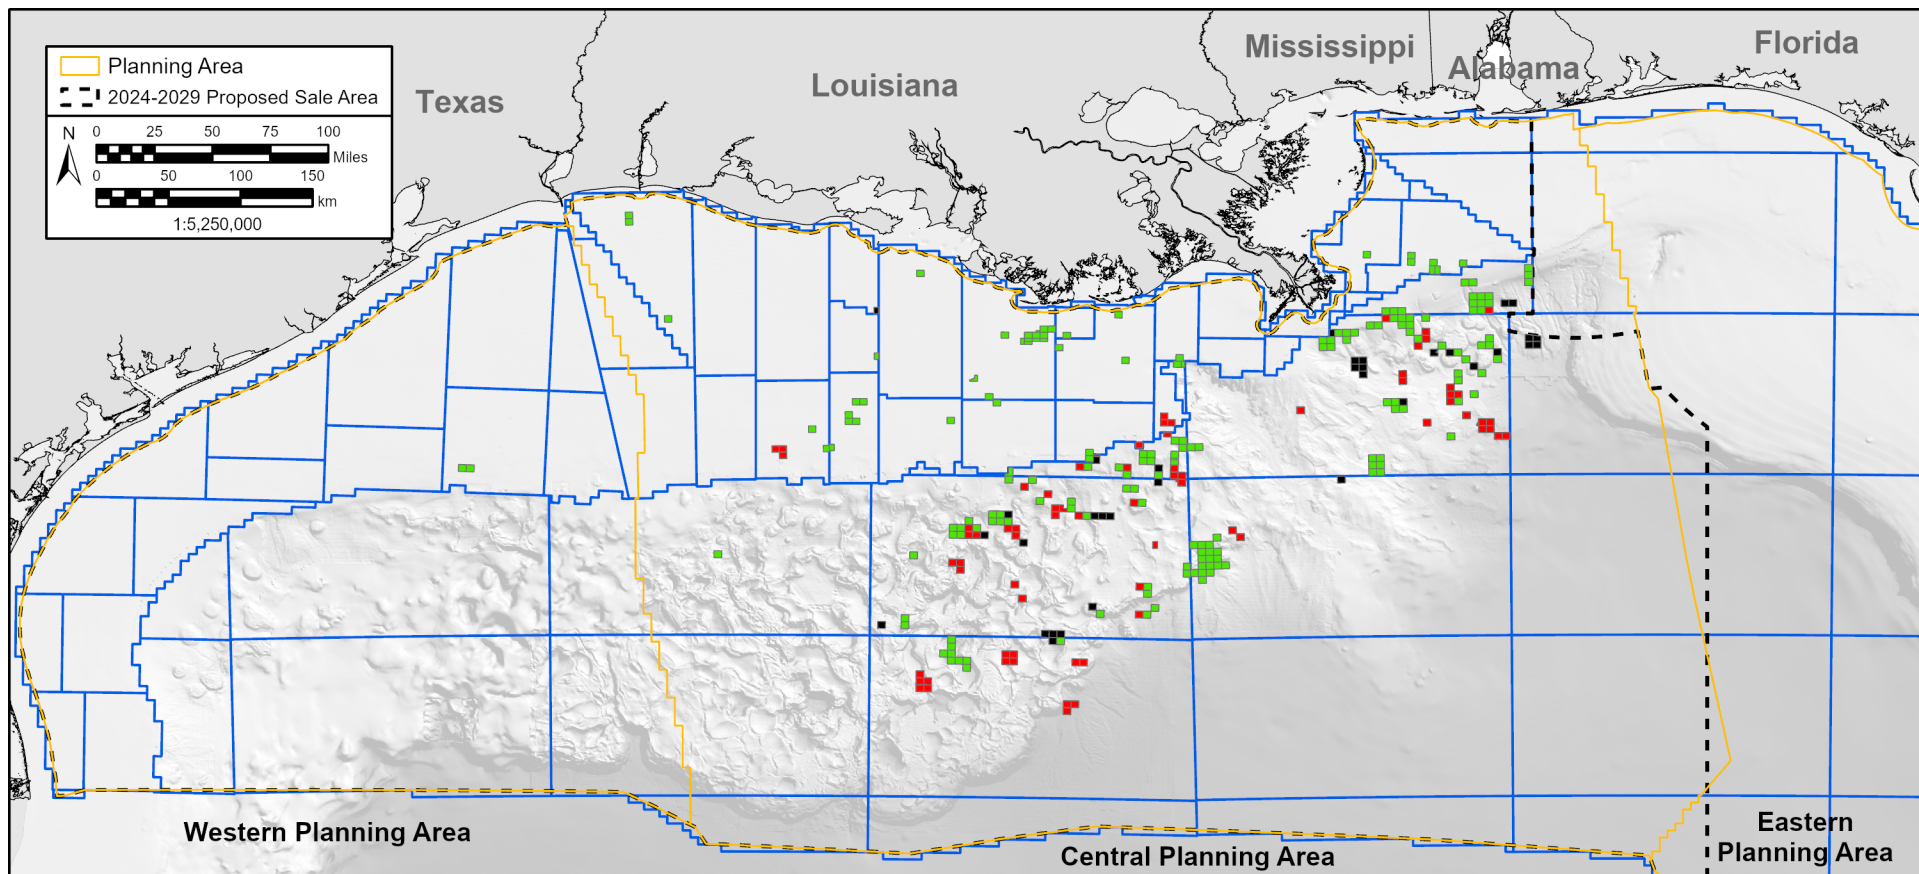 Mississippi
Florida
Alabama
Louisiana
Texas
Planning Area
2024-2029 Proposed Sale Area
N
0 25 50 75 100
Miles
0 50 100 150
km
1:5,250,000
Western Planning Area
Central Planning Area
Eastern
Planning Area